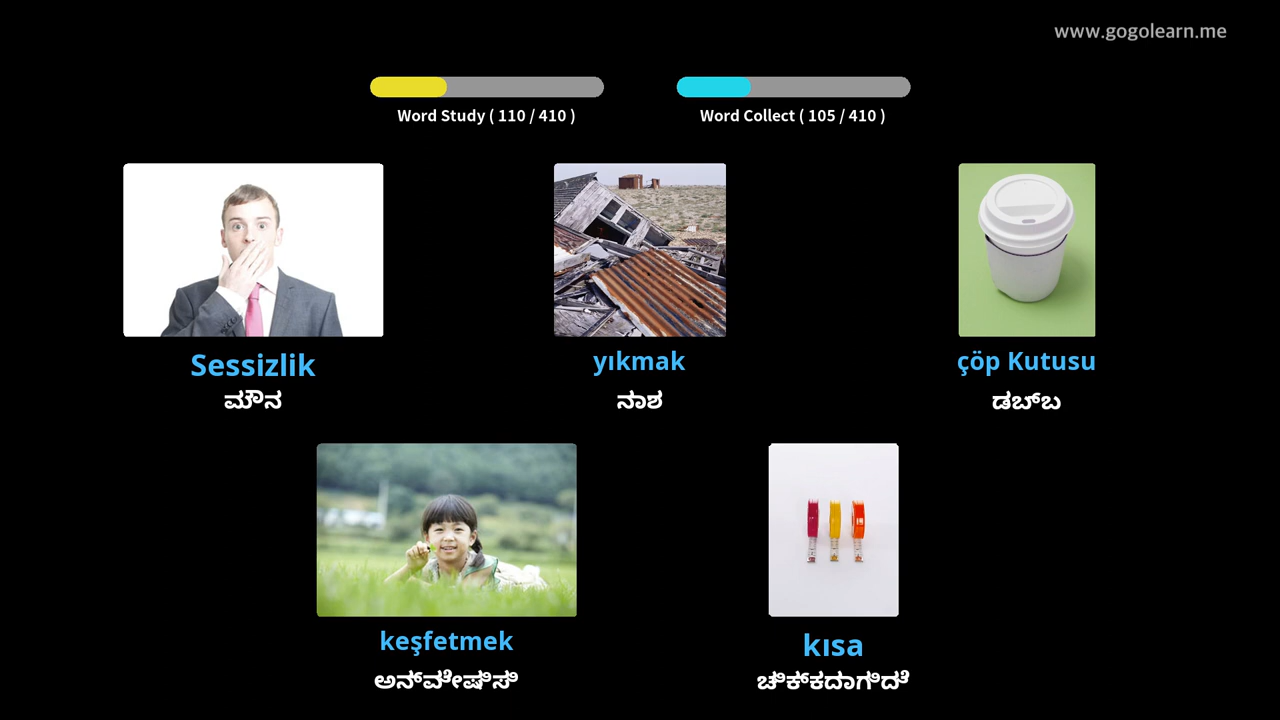 www.gogolearn.me
Word Study ( 110 / 410 )
Word Collect ( 105 / 410 )
Sessizlik
ಮೌನ
yıkmak
ನಾಶ
çöp Kutusu
ಡಬ್ಬ
keşfetmek
ಅನ್ವೇಷಿಸಿ
kısa
ಚಿಕ್ಕದಾಗಿದೆ